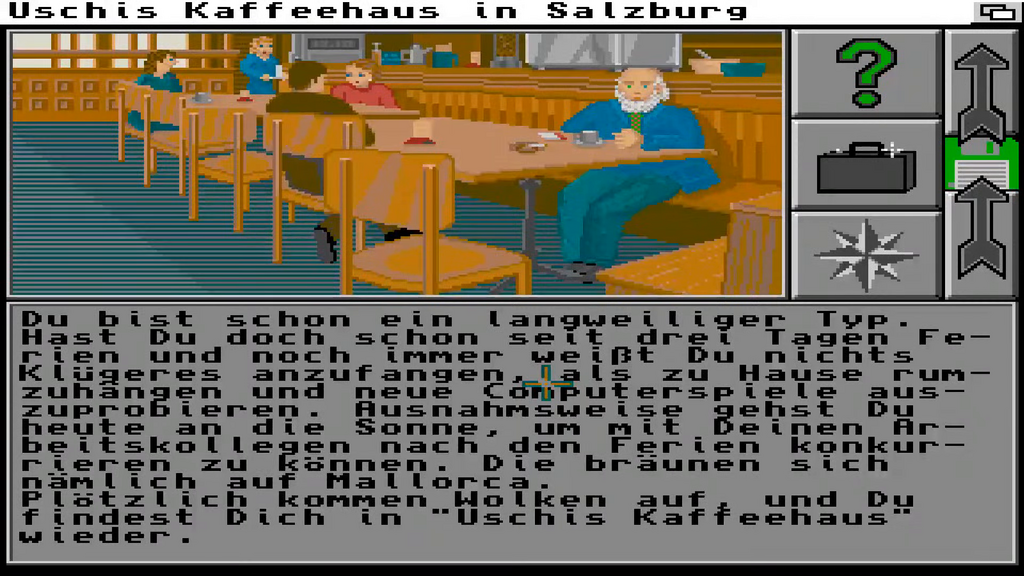 Uschis Kaffeehaus in Salzburg
Du bist schon ein langweiliger Typ.
Hast Du doch schon seit drei Tagen Fe-
rien und noch immer weißt Du nichts
Klügeres anzufangen, als zu Hause rum-
zuhängen und neue Computerspiele aus-
zuprobieren. Ausnahmsweise gehst Du
heute an die Sonne, um mit Deinen Ar-
beitskollegen nach den Ferien konkur-
rieren zu können. Die bräunen sich
nämlich auf Mallorca.
Plötzlich kommen Wolken auf, und Du
findest Dich in "Uschis Kaffeehaus"
wieder.